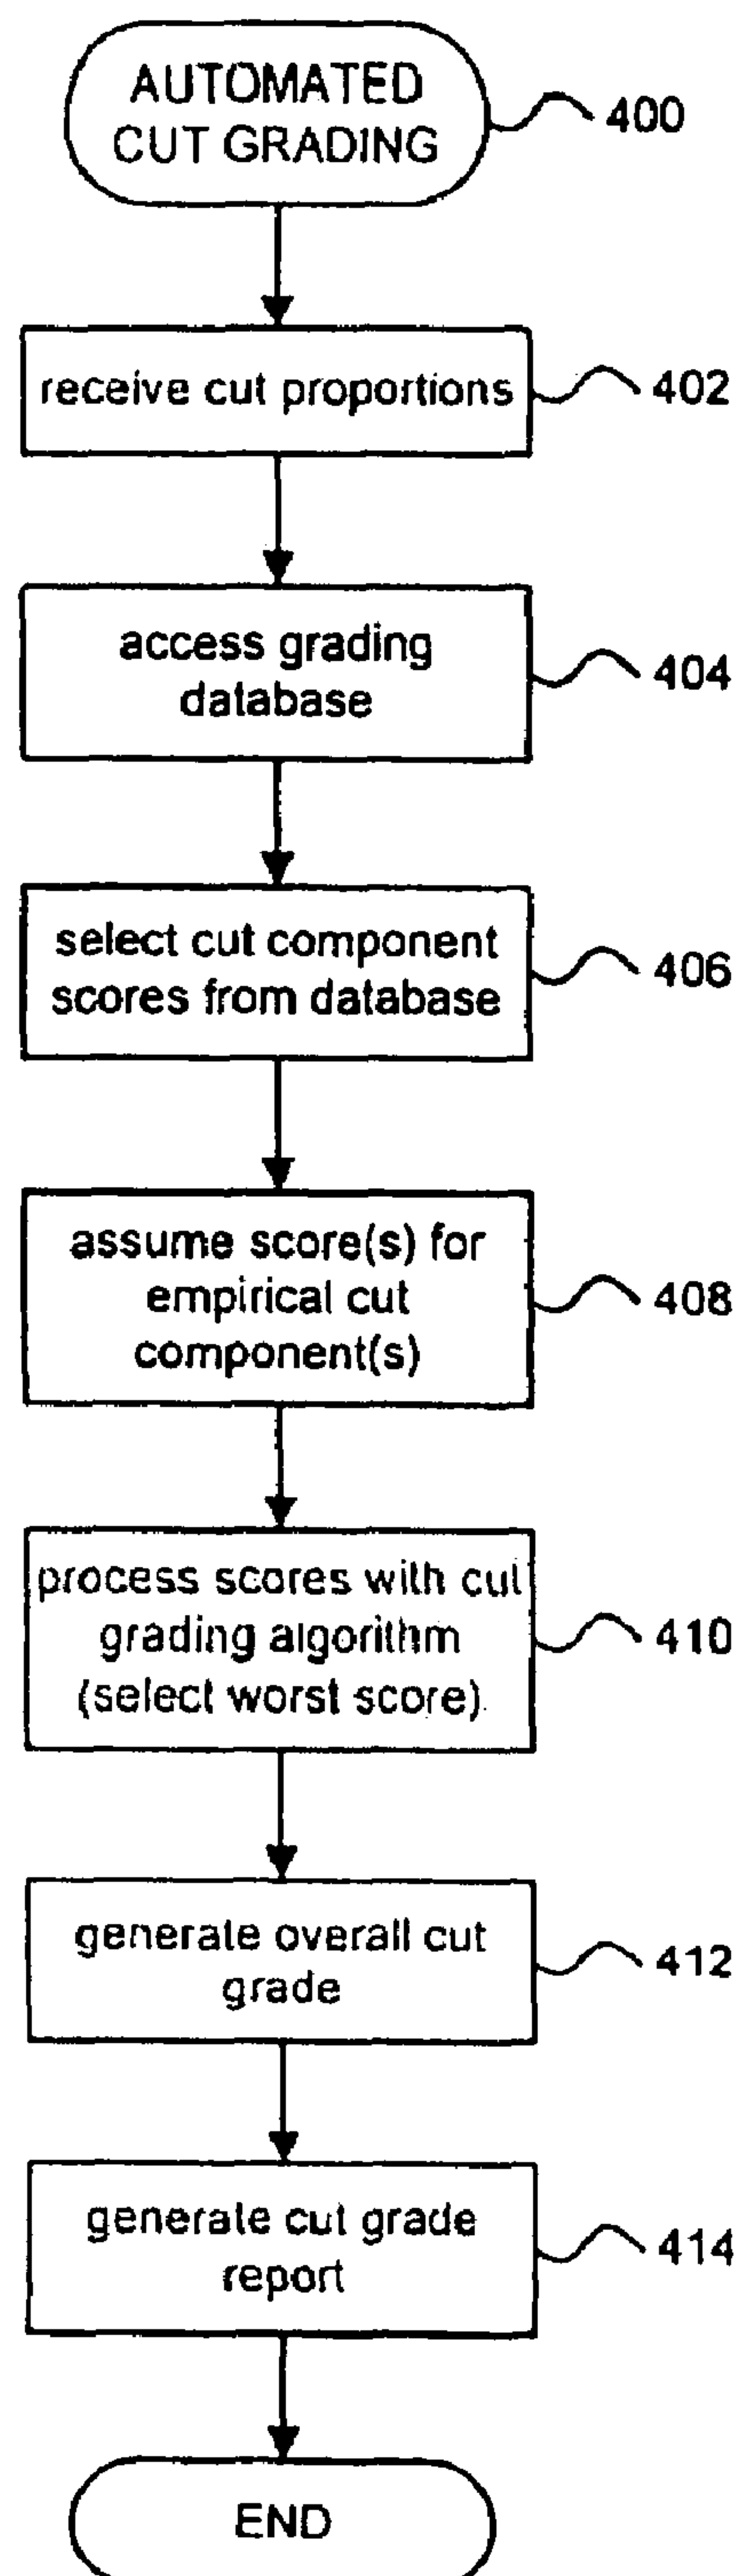 AUTOMATED
CUT GRADING
400
receive cut proportions
402
access grading
database
404
select cut component
scores from database
406
assume score(s) for
empirical cut
component(s)
408
process scores with cut
grading algorithm
(select worst score)
410
generate overall cut
grade
412
generate cut grade
report
414
END